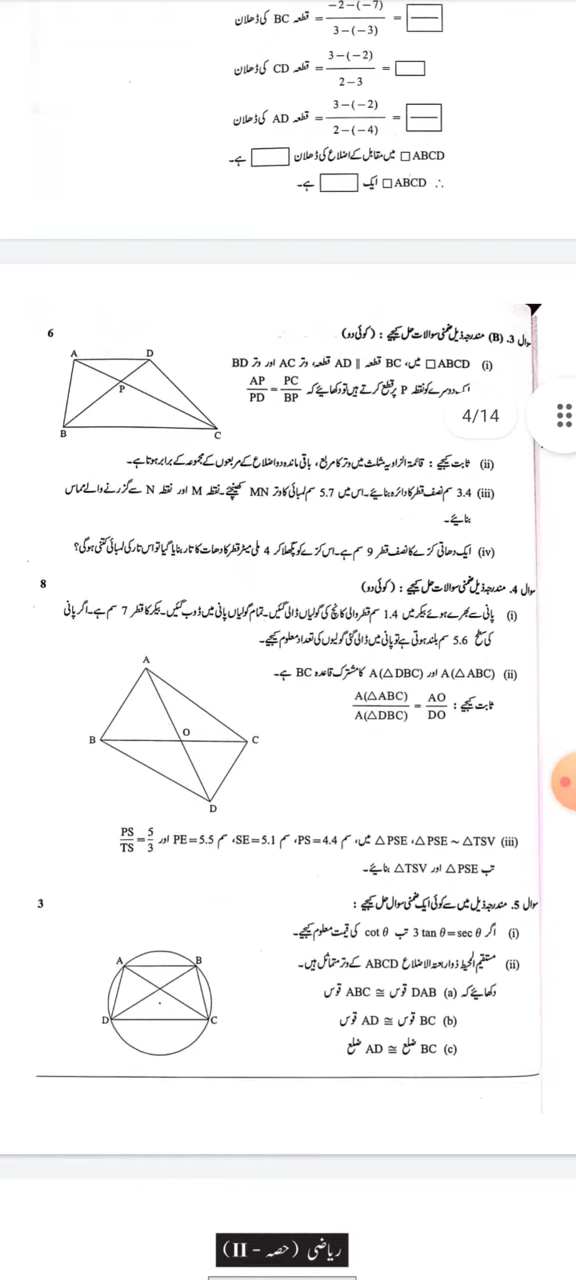 قطعہ BC کی ڈھلان = −2−(−7) / 3−(−3) =
قطعہ CD کی ڈھلان = 3−(−2) / 2−3 =
قطعہ AD کی ڈھلان = 3−(−2) / 2−(−4) =
□ABCD میں مقابل کے اضلاع کی ڈھلان ہے۔
∴ □ABCD ایک ہے۔
سوال 3. (B) مندرجہ ذیل ضمنی سوالات حل کیجیے : (کوئی دو) 6
(i) □ABCD میں، قطعہ BC ∥ قطعہ AD، وتر AC اور وتر BD
ایک دوسرے کو نقطہ P پر قطع کرتے ہیں تو دکھائیے کہ AP/PD = PC/BP
A D
P
B C
4/14
(ii) ثابت کیجیے : قائمۃ الزاویہ مثلث میں وتر کا مربع، باقی ماندہ دو اضلاع کے مربعوں کے مجموعہ کے برابر ہوتا ہے۔
(iii) 3.4 سم نصف قطر کا دائرہ بنائیے۔ اس میں 5.7 سم لمبائی کا وتر MN کھینچئے۔ نقطہ M اور نقطہ N سے گزرنے والے مماس
بنائیے۔
(iv) ایک دھاتی کرّے کا نصف قطر 9 سم ہے۔ اس کرّے کو پگھلا کر 4 ملی میٹر قطر کا دھات کا تار بنایا گیا تو اس تار کی لمبائی کتنی ہوگی؟
سوال 4. مندرجہ ذیل ضمنی سوالات حل کیجیے : (کوئی دو) 8
(i) پانی سے بھرے ہوئے بیکر میں 1.4 سم قطر والی کانچ کی گولیاں ڈالی گئیں۔ تمام گولیاں پانی میں ڈوب گئیں۔ بیکر کا قطر 7 سم ہے۔ اگر پانی
کی سطح 5.6 سم بلند ہوتی ہے تو پانی میں ڈالی گئی گولیوں کی تعداد معلوم کیجیے۔
(ii) A(△ABC) اور A(△DBC) کا مشترک قاعدہ BC ہے۔
ثابت کیجیے : A(△ABC)/A(△DBC) = AO/DO
A
B O C
D
(iii) △PSE ~ △TSV، △PSE میں، PS=4.4 سم، SE=5.1 سم، PE=5.5 سم اور PS/TS = 5/3
تب △PSE اور △TSV بنائیے۔
سوال 5. مندرجہ ذیل میں سے کوئی ایک ضمنی سوال حل کیجیے : 3
(i) اگر 3 tan θ = sec θ تب cot θ کی قیمت معلوم کیجیے۔
(ii) مستقیم المحیط ذواربعۃ الاضلاع ABCD کے وتر متماثل ہیں۔
دکھائیے کہ (a) قوس DAB ≅ قوس ABC
(b) قوس BC ≅ قوس AD
(c) ضلع BC ≅ ضلع AD
A B
D C
ریاضی (حصہ - II)